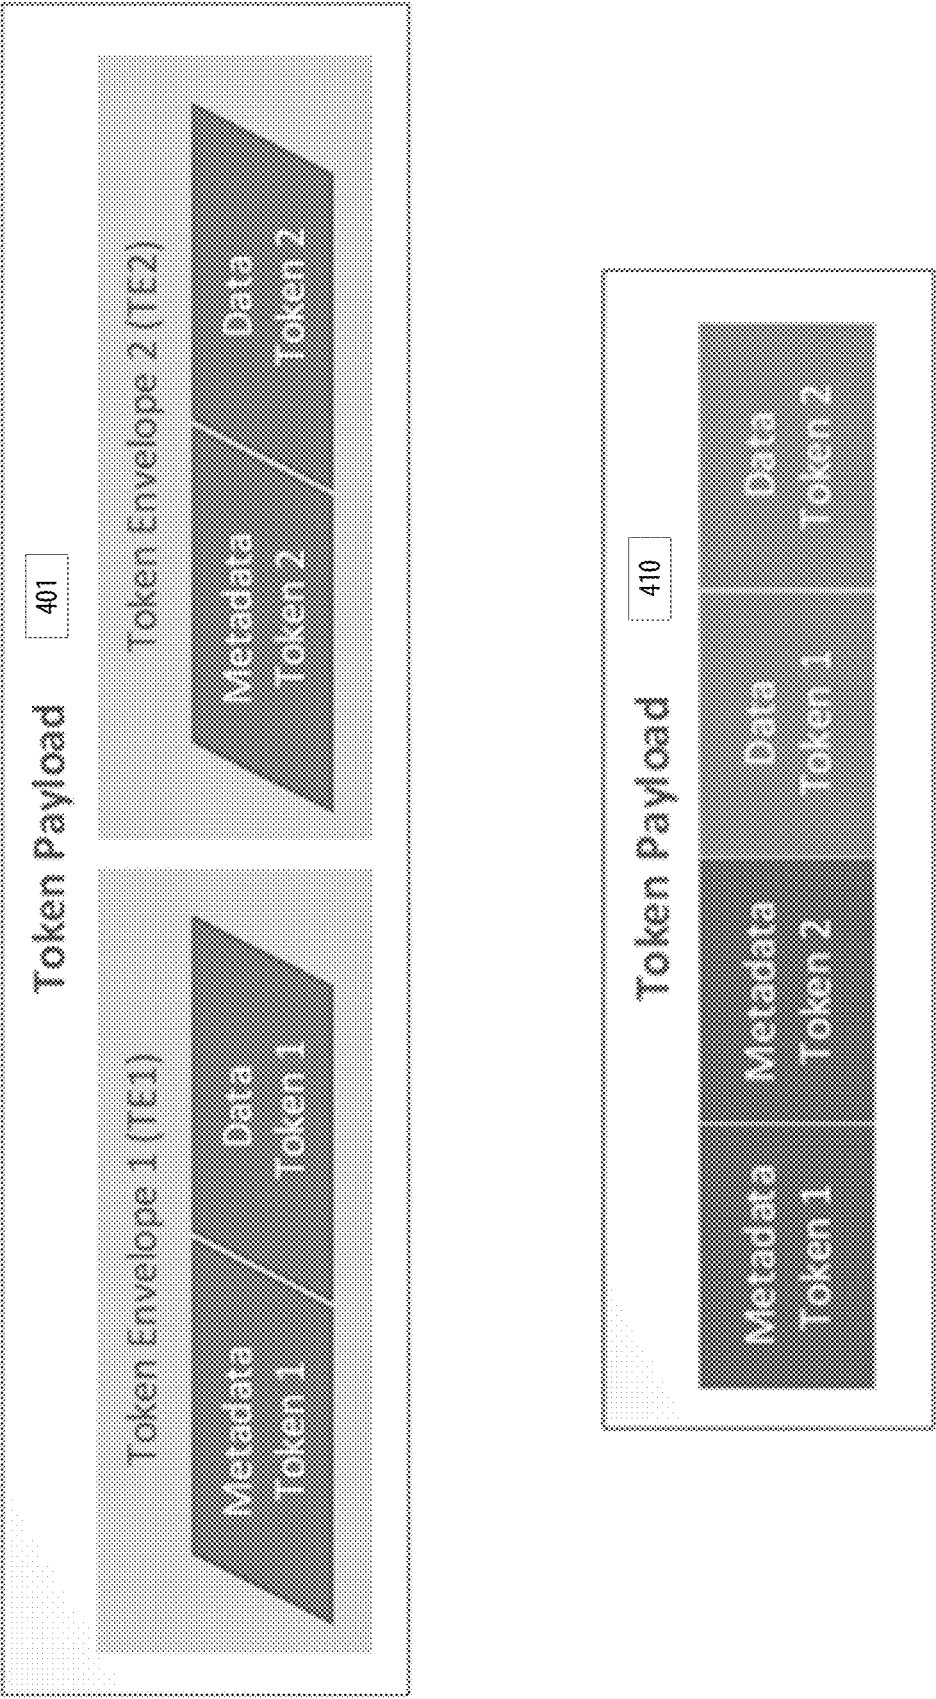 Token Payload
401
Token Envelope 1 (TE1)
Metadata
Token 1
Data
Token 1
Token Envelope 2 (TE2)
Metadata
Token 2
Data
Token 2
Token Payload
410
Metadata
Token 1
Metadata
Token 2
Data
Token 1
Data
Token 2